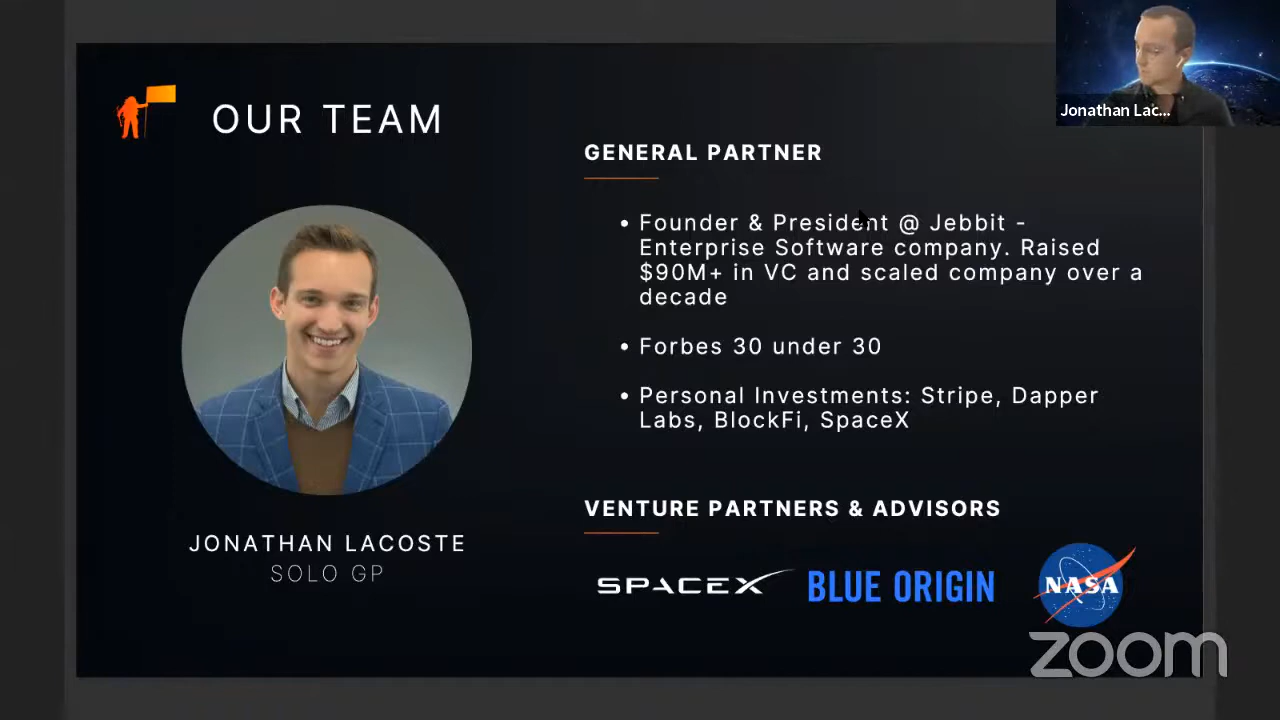 Jonathan Lac...
OUR TEAM
JONATHAN LACOSTE
SOLO GP
GENERAL PARTNER
• Founder & President @ Jebbit -
Enterprise Software company. Raised
$90M+ in VC and scaled company over a
decade
• Forbes 30 under 30
• Personal Investments: Stripe, Dapper
Labs, BlockFi, SpaceX
VENTURE PARTNERS & ADVISORS
SPACEX BLUE ORIGIN NASA
zoom